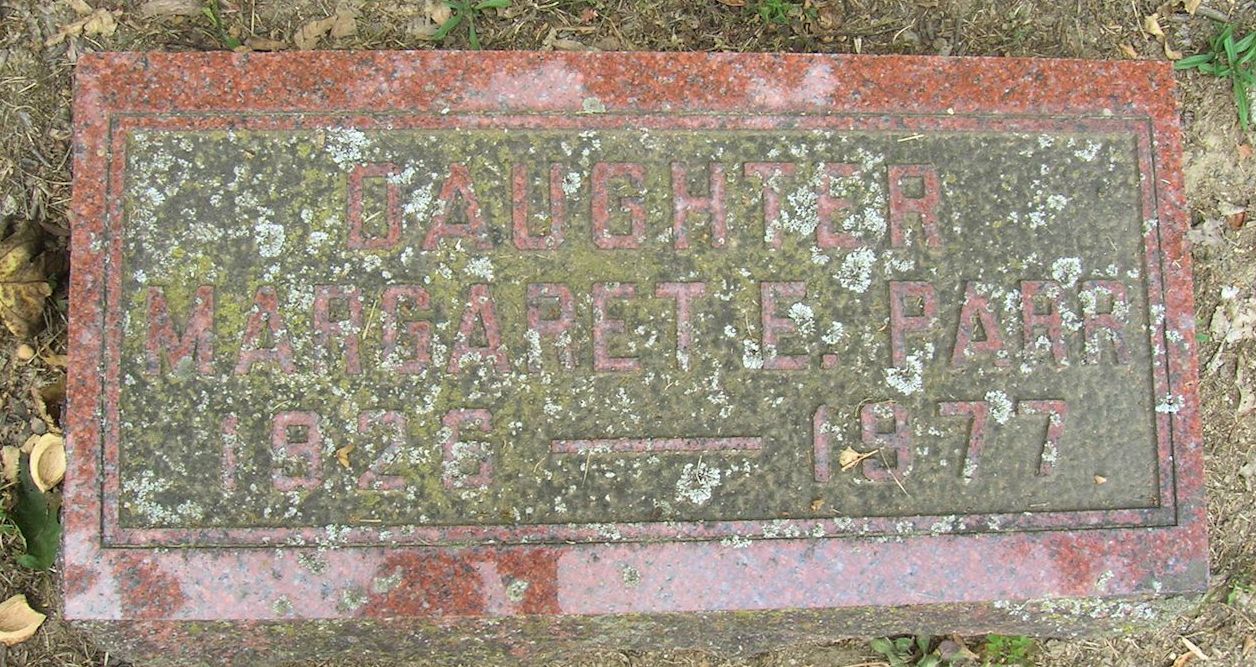 DAUGHTER
MARGARET E. PARR
1926 — 1977